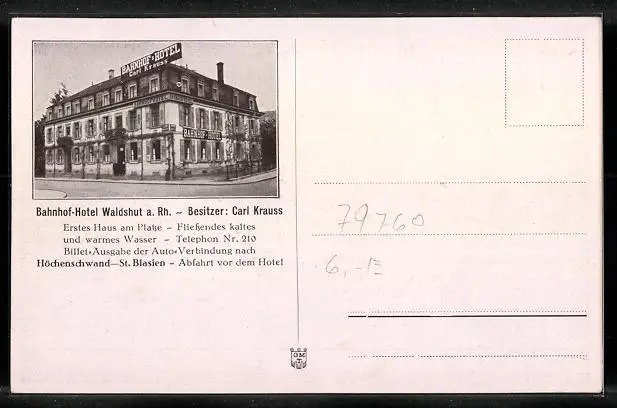 BAHNHOF-HOTEL
Carl Krauss
BAHNHOF-HOTEL
Bahnhof-Hotel Waldshut a. Rh. – Besitzer: Carl Krauss
Erstes Haus am Platze – Fließendes kaltes
und warmes Wasser – Telephon Nr. 210
Billet-Ausgabe der Auto-Verbindung nach
Höchenschwand—St. Blasien – Abfahrt vor dem Hotel
79760
6,-
GM